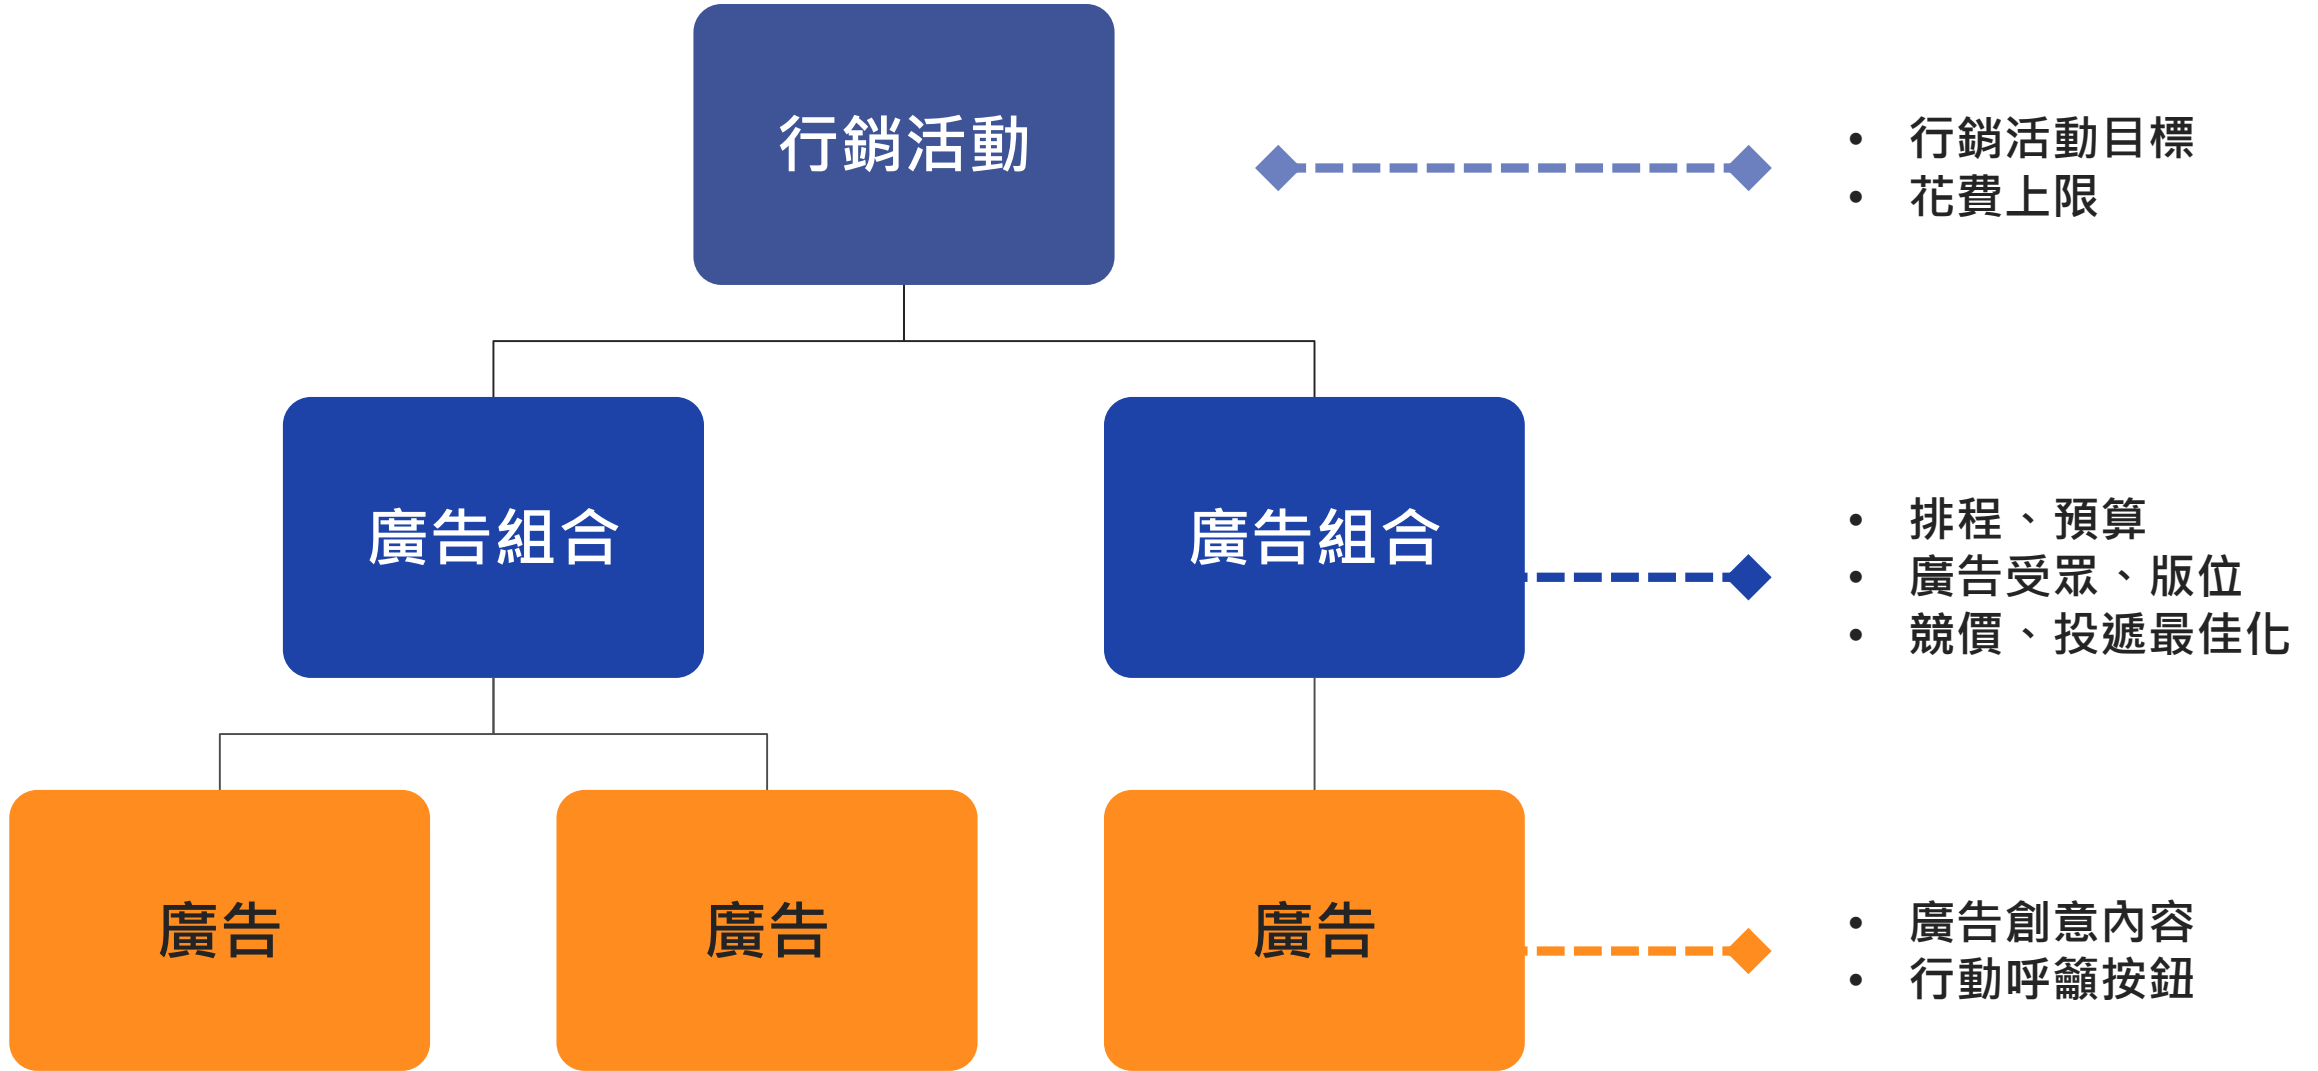 行銷活動
• 行銷活動目標
• 花費上限
廣告組合
廣告組合
• 排程、預算
• 廣告受眾、版位
• 競價、投遞最佳化
廣告
廣告
廣告
• 廣告創意內容
• 行動呼籲按鈕